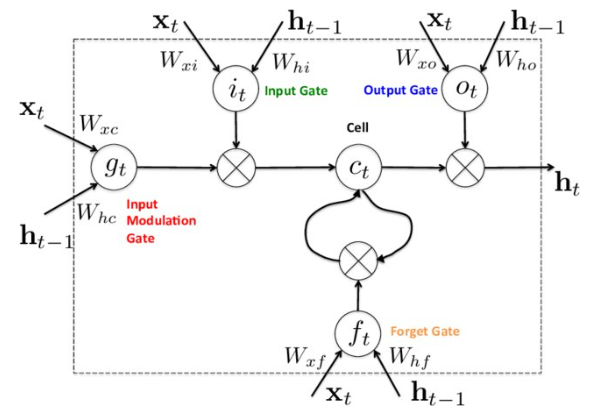 x_t h_{t−1} x_t h_{t−1}
W_{xi} W_{hi} W_{xo} W_{ho}
i_t Input Gate Output Gate o_t
x_t
W_{xc} Cell
g_t c_t
h_t
W_{hc} Input
Modulation
Gate
h_{t−1}
f_t Forget Gate
W_{xf} W_{hf}
x_t h_{t−1}